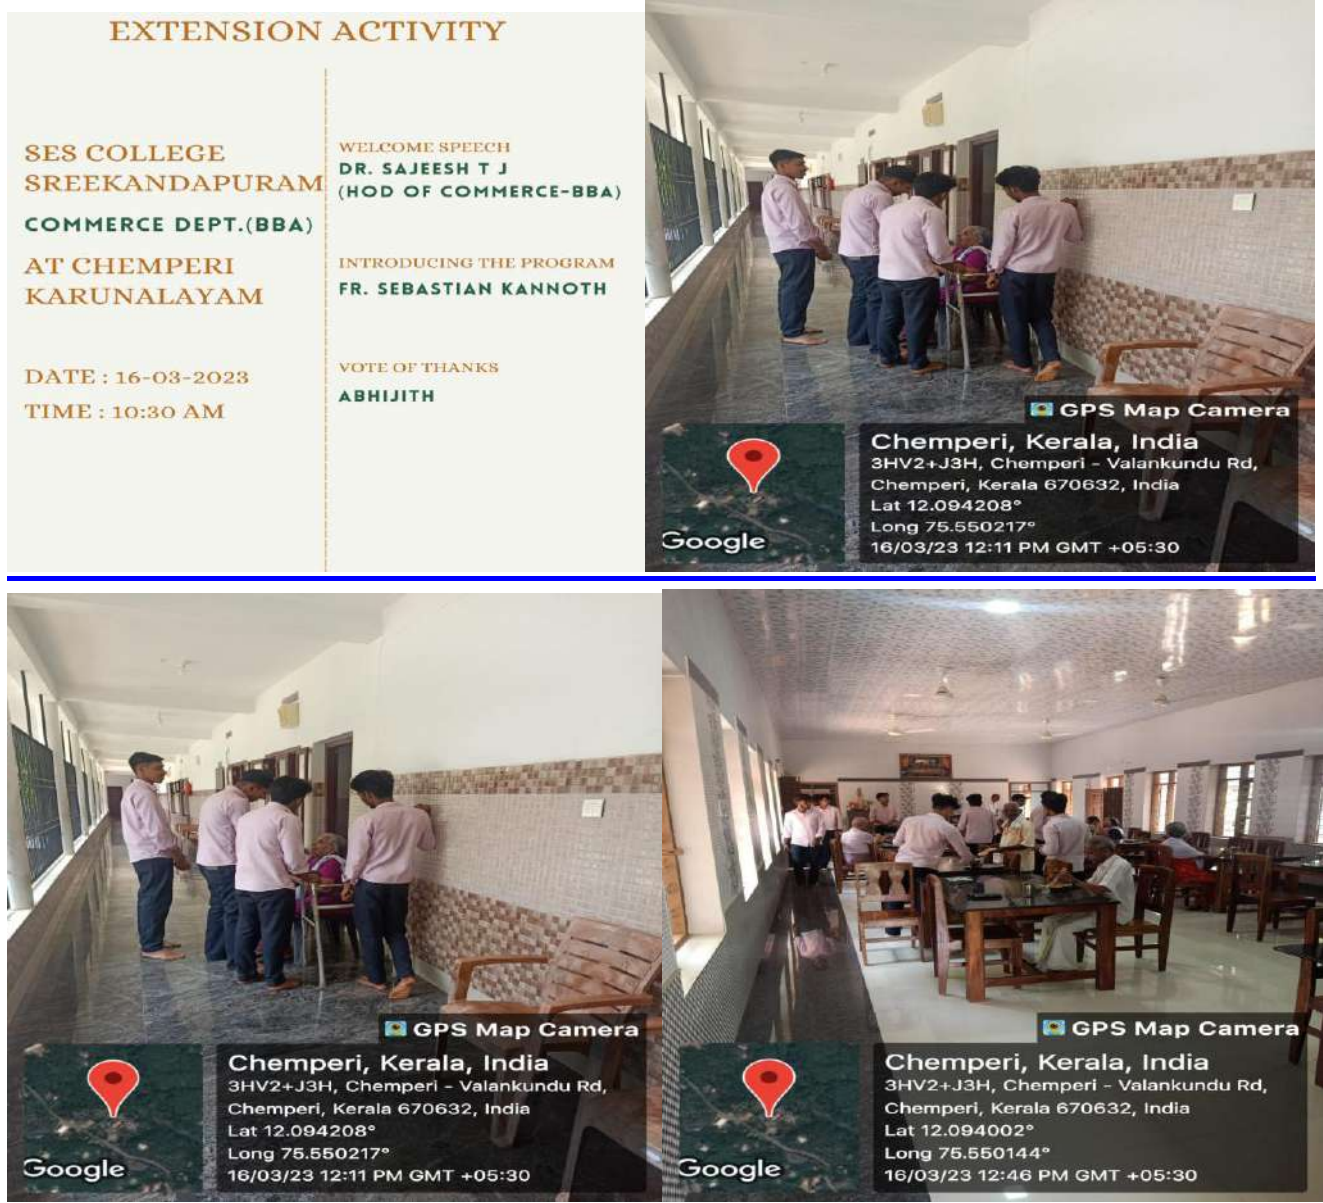 EXTENSION ACTIVITY
SES COLLEGE
SREEKANDAPURAM
COMMERCE DEPT.(BBA)
AT CHEMPERI
KARUNALAYAM
DATE : 16-03-2023
TIME : 10:30 AM
WELCOME SPEECH
DR. SAJEESH T J
(HOD OF COMMERCE-BBA)
INTRODUCING THE PROGRAM
FR. SEBASTIAN KANNOTH
VOTE OF THANKS
ABHIJITH
GPS Map Camera
Chemperi, Kerala, India
3HV2+J3H, Chemperi - Valankundu Rd,
Chemperi, Kerala 670632, India
Lat 12.094208°
Long 75.550217°
16/03/23 12:11 PM GMT +05:30
Google
GPS Map Camera
Chemperi, Kerala, India
3HV2+J3H, Chemperi - Valankundu Rd,
Chemperi, Kerala 670632, India
Lat 12.094208°
Long 75.550217°
16/03/23 12:11 PM GMT +05:30
Google
GPS Map Camera
Chemperi, Kerala, India
3HV2+J3H, Chemperi - Valankundu Rd,
Chemperi, Kerala 670632, India
Lat 12.094002°
Long 75.550144°
16/03/23 12:46 PM GMT +05:30
Google